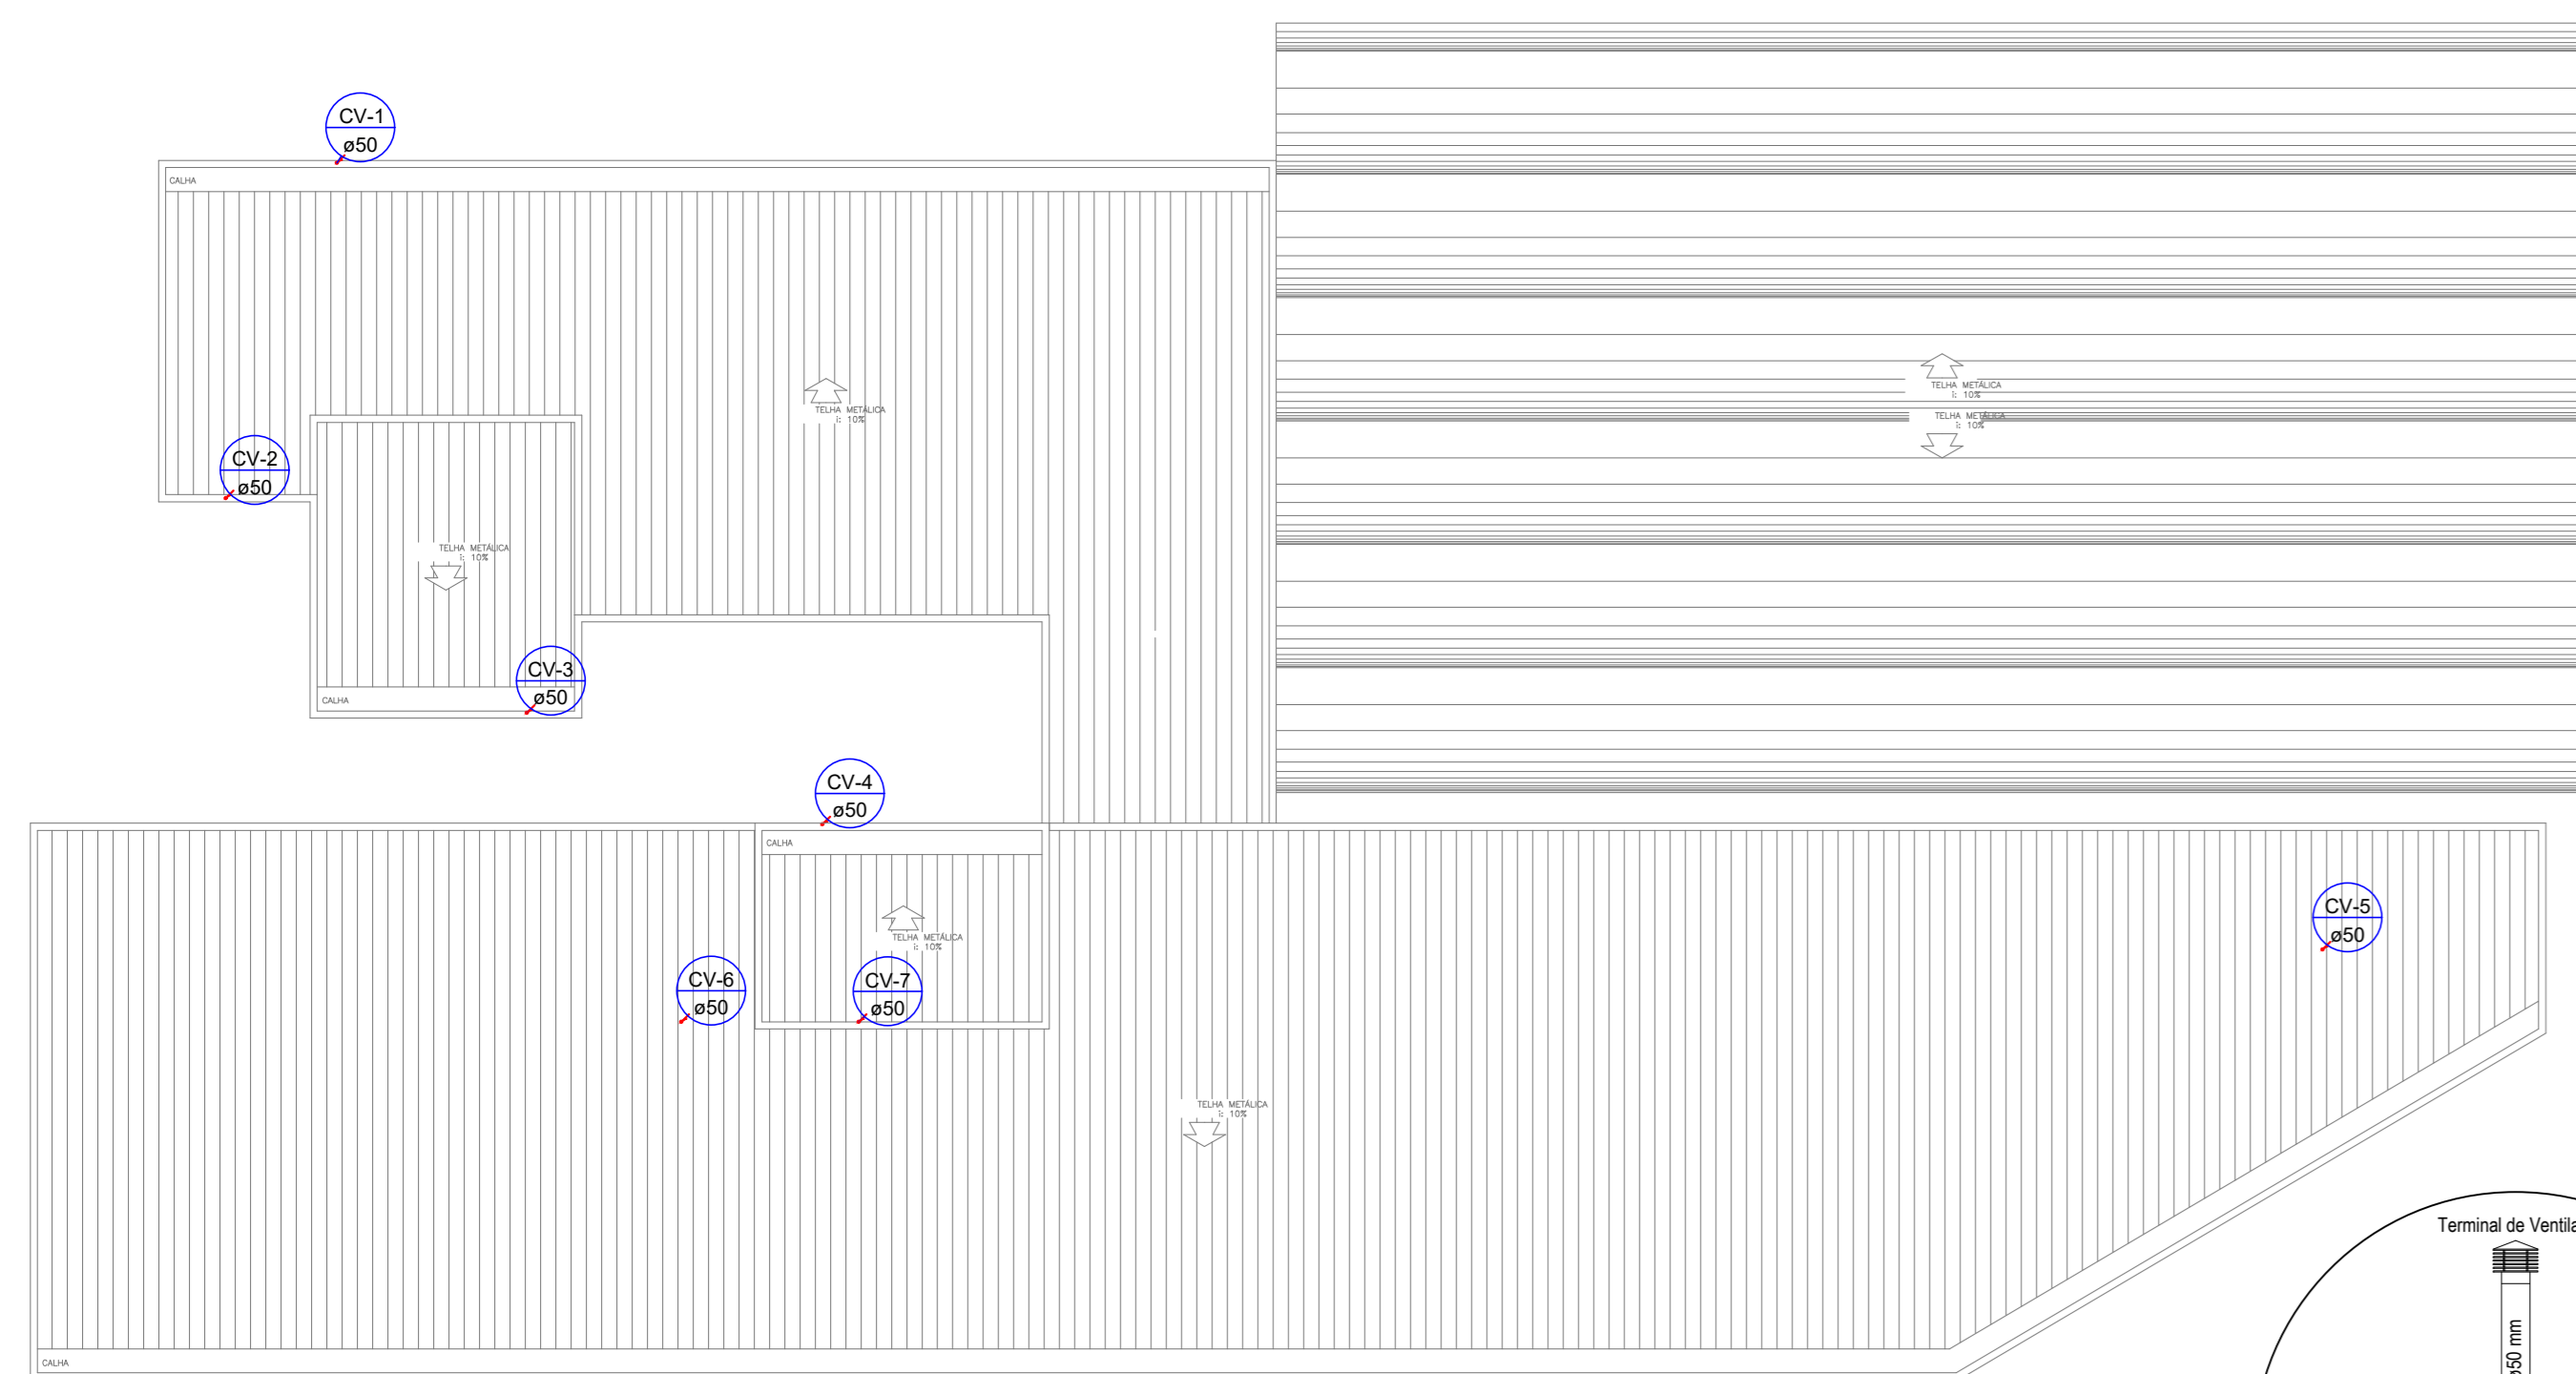 CV-1
ø50
CALHA
TELHA METÁLICA
i: 10%
TELHA METÁLICA
i: 10%
TELHA METÁLICA
i: 10%
CV-2
ø50
TELHA METÁLICA
i: 10%
CV-3
ø50
CALHA
CV-4
ø50
CALHA
CV-5
ø50
TELHA METÁLICA
i: 10%
CV-6
ø50
CV-7
ø50
TELHA METÁLICA
i: 10%
Terminal de Ventila
ø50 mm
CALHA